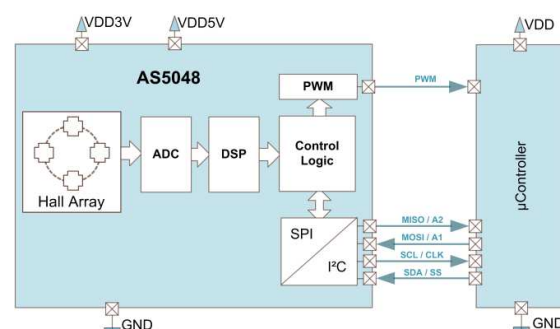 VDD3V
VDD5V
VDD
AS5048
PWM
PWM
Hall Array
ADC
DSP
Control
Logic
µController
SPI
I²C
MISO / A2
MOSI / A1
SCL / CLK
SDA / SS
GND
GND